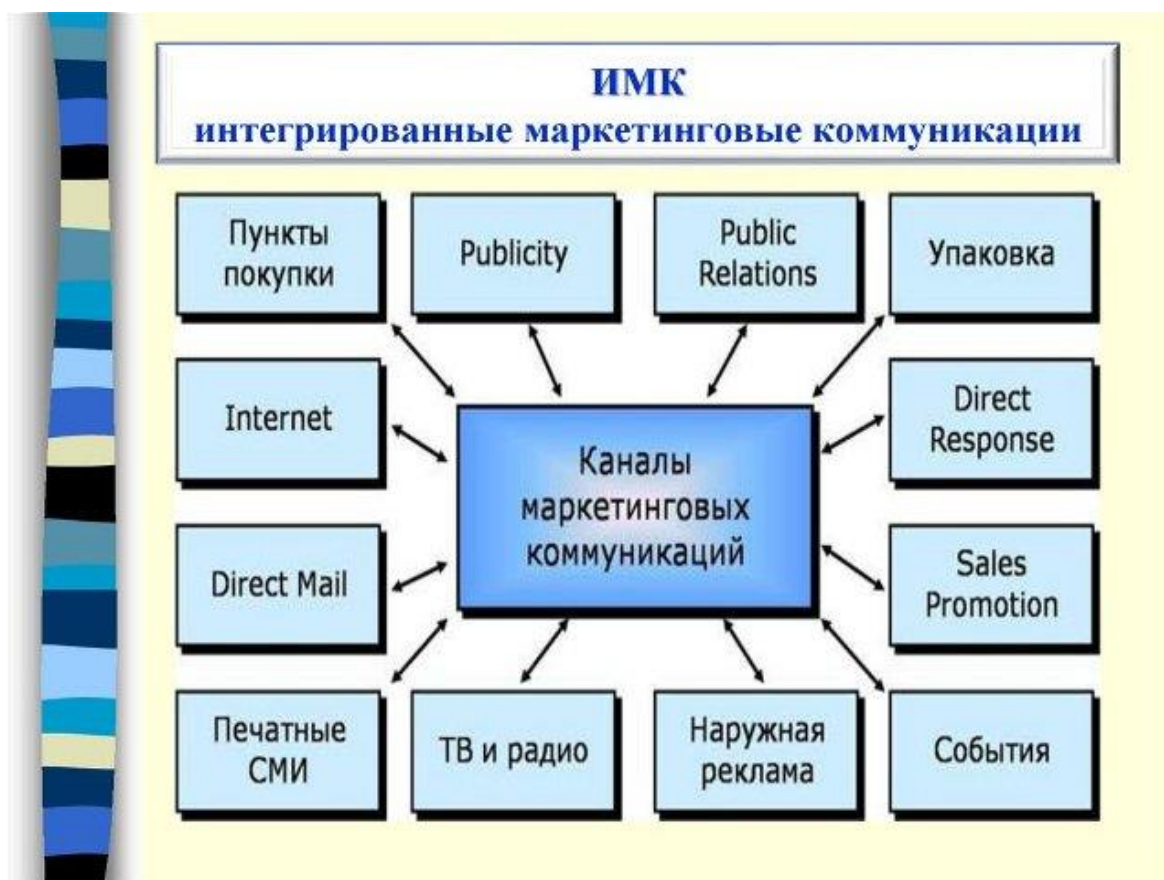 ИМК
интегрированные маркетинговые коммуникации
Пункты
покупки
Publicity
Public
Relations
Упаковка
Internet
Direct
Response
Каналы
маркетинговых
коммуникаций
Direct Mail
Sales
Promotion
Печатные
СМИ
ТВ и радио
Наружная
реклама
События